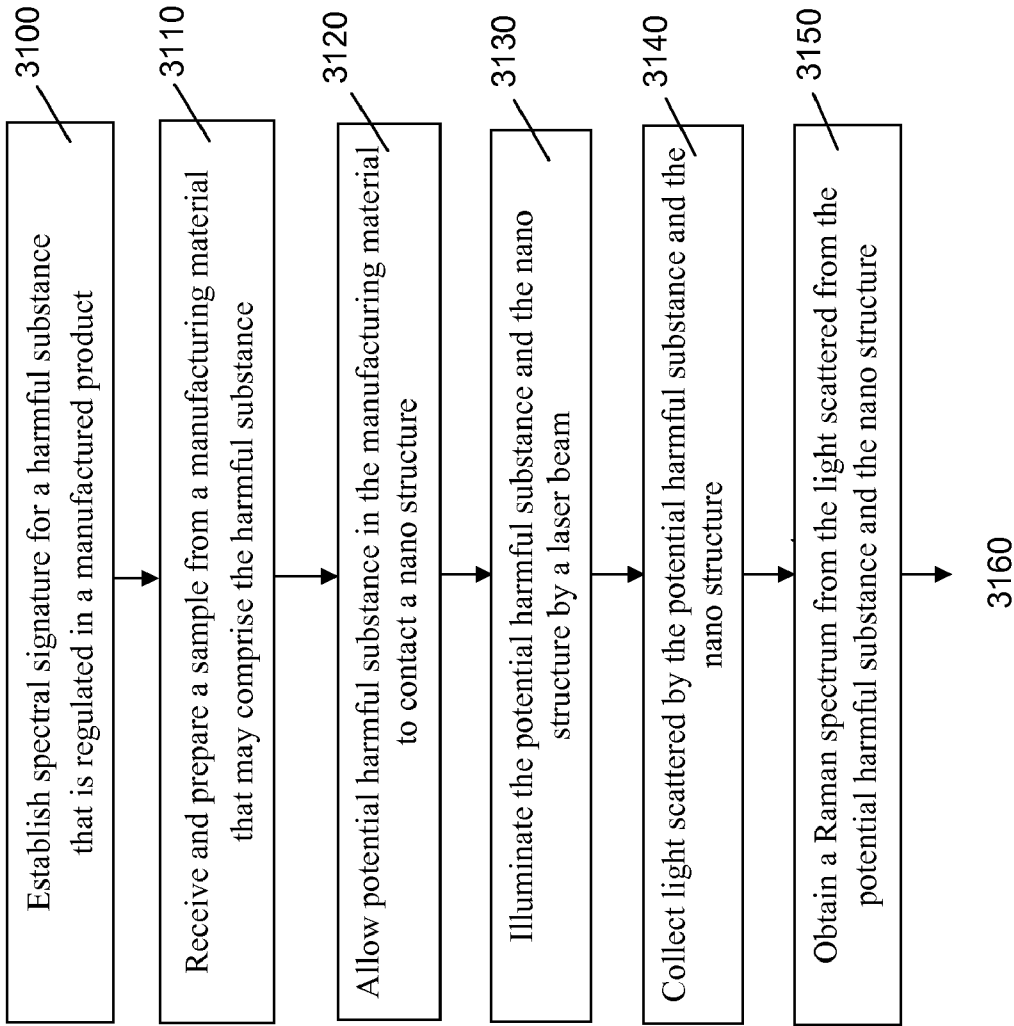 Establish spectral signature for a harmful substance
that is regulated in a manufactured product
3100
Receive and prepare a sample from a manufacturing material
that may comprise the harmful substance
3110
Allow potential harmful substance in the manufacturing material
to contact a nano structure
3120
Illuminate the potential harmful substance and the nano
structure by a laser beam
3130
Collect light scattered by the potential harmful substance and the
nano structure
3140
Obtain a Raman spectrum from the light scattered from the
potential harmful substance and the nano structure
3150
3160